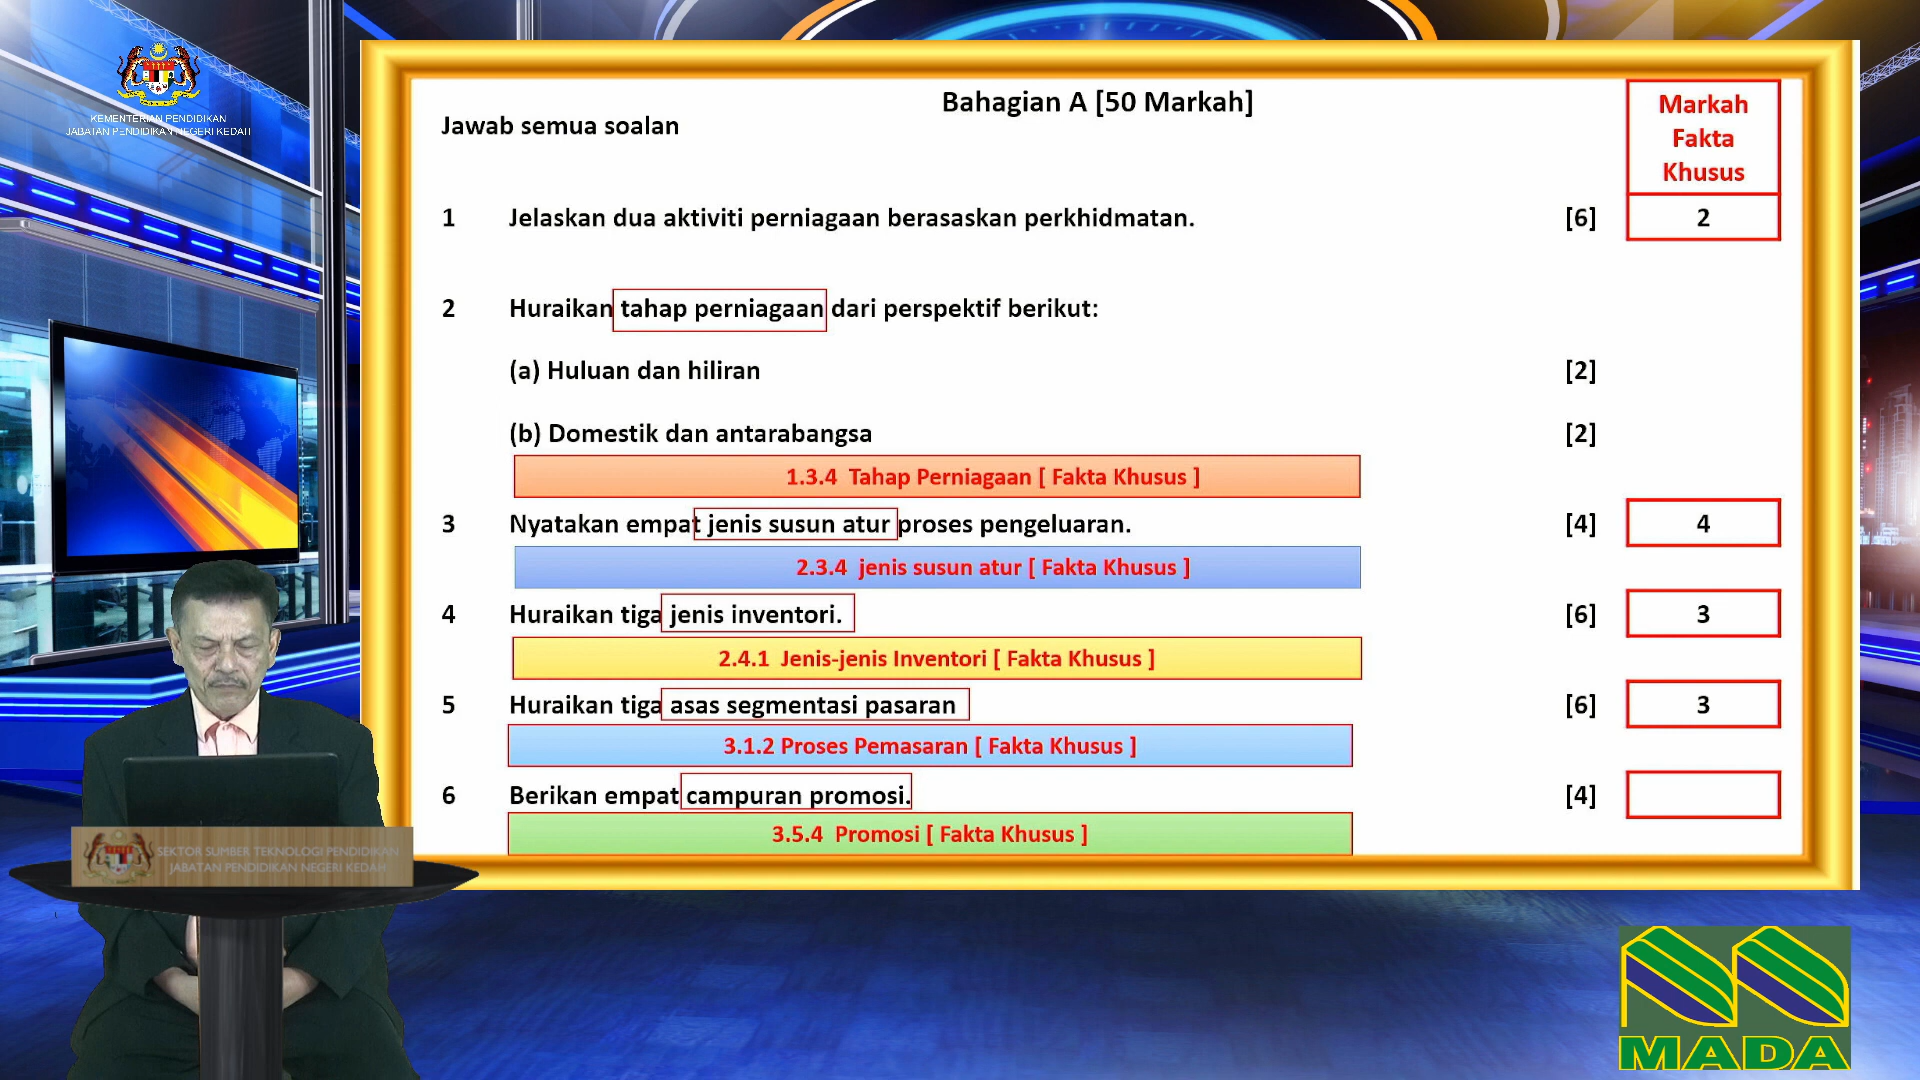 KEMENTERIAN PENDIDIKAN
JABATAN PENDIDIKAN NEGERI KEDAH
Bahagian A [50 Markah]
Jawab semua soalan
Markah
Fakta
Khusus
1 Jelaskan dua aktiviti perniagaan berasaskan perkhidmatan. [6] 2
2 Huraikan tahap perniagaan dari perspektif berikut:
(a) Huluan dan hiliran [2]
(b) Domestik dan antarabangsa [2]
1.3.4 Tahap Perniagaan [ Fakta Khusus ]
3 Nyatakan empat jenis susun atur proses pengeluaran. [4] 4
2.3.4 jenis susun atur [ Fakta Khusus ]
4 Huraikan tiga jenis inventori. [6] 3
2.4.1 Jenis-jenis Inventori [ Fakta Khusus ]
5 Huraikan tiga asas segmentasi pasaran [6] 3
3.1.2 Proses Pemasaran [ Fakta Khusus ]
6 Berikan empat campuran promosi. [4]
3.5.4 Promosi [ Fakta Khusus ]
SEKTOR SUMBER TEKNOLOGI PENDIDIKAN
JABATAN PENDIDIKAN NEGERI KEDAH
MADA